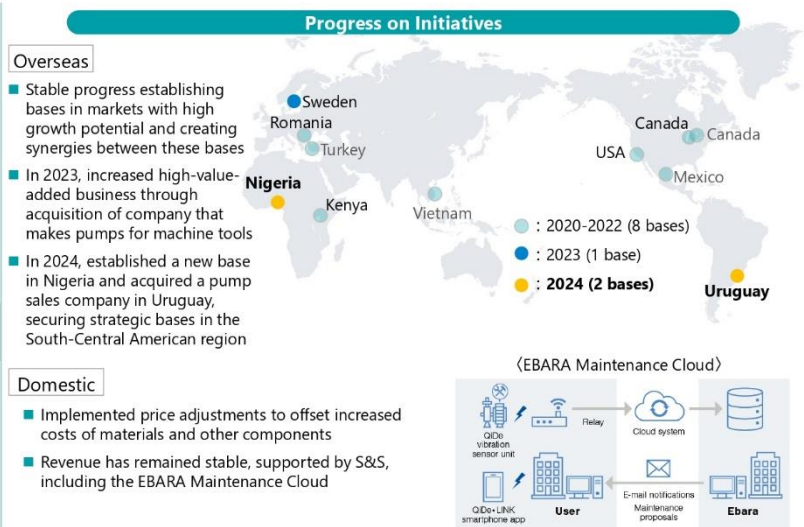 Progress on Initiatives
Overseas
■ Stable progress establishing
bases in markets with high
growth potential and creating
synergies between these bases
■ In 2023, increased high-value-
added business through
acquisition of company that
makes pumps for machine tools
■ In 2024, established a new base
in Nigeria and acquired a pump
sales company in Uruguay,
securing strategic bases in the
South-Central American region
Sweden
Romania
Turkey
Nigeria
Kenya
Vietnam
Canada
Canada
USA
Mexico
Uruguay
: 2020-2022 (8 bases)
: 2023 (1 base)
: 2024 (2 bases)
Domestic
■ Implemented price adjustments to offset increased
costs of materials and other components
■ Revenue has remained stable, supported by S&S,
including the EBARA Maintenance Cloud
〈EBARA Maintenance Cloud〉
QiDo
vibration
sensor unit
Relay
Cloud system
QiDo・LINK
smartphone app
User
E-mail notifications
Maintenance
proposals
Ebara